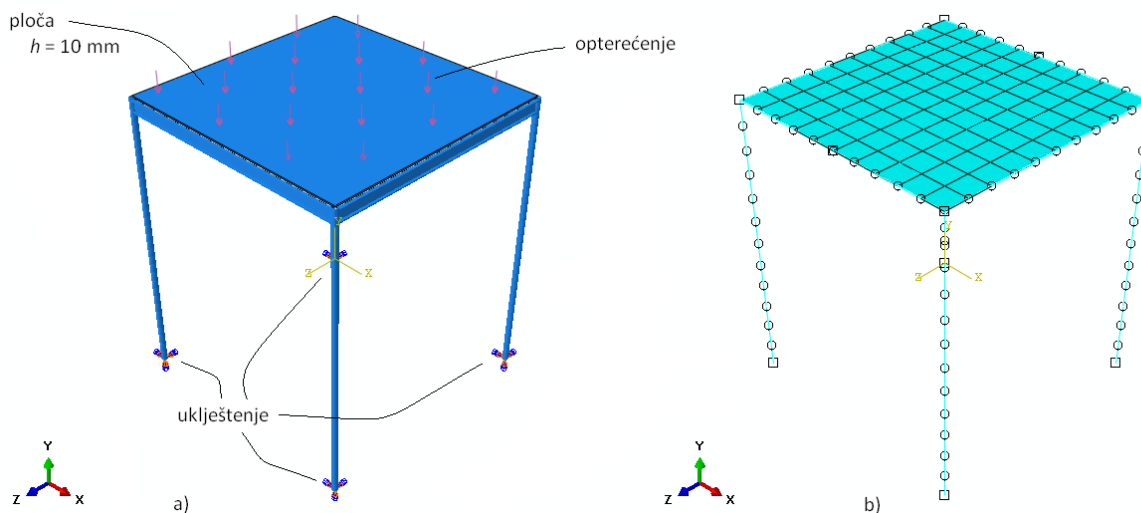 ploča
h = 10 mm
opterećenje
Y
Z
X
uklještenje
Y
Z
X
a)
Y
Z
X
Y
Z
X
b)